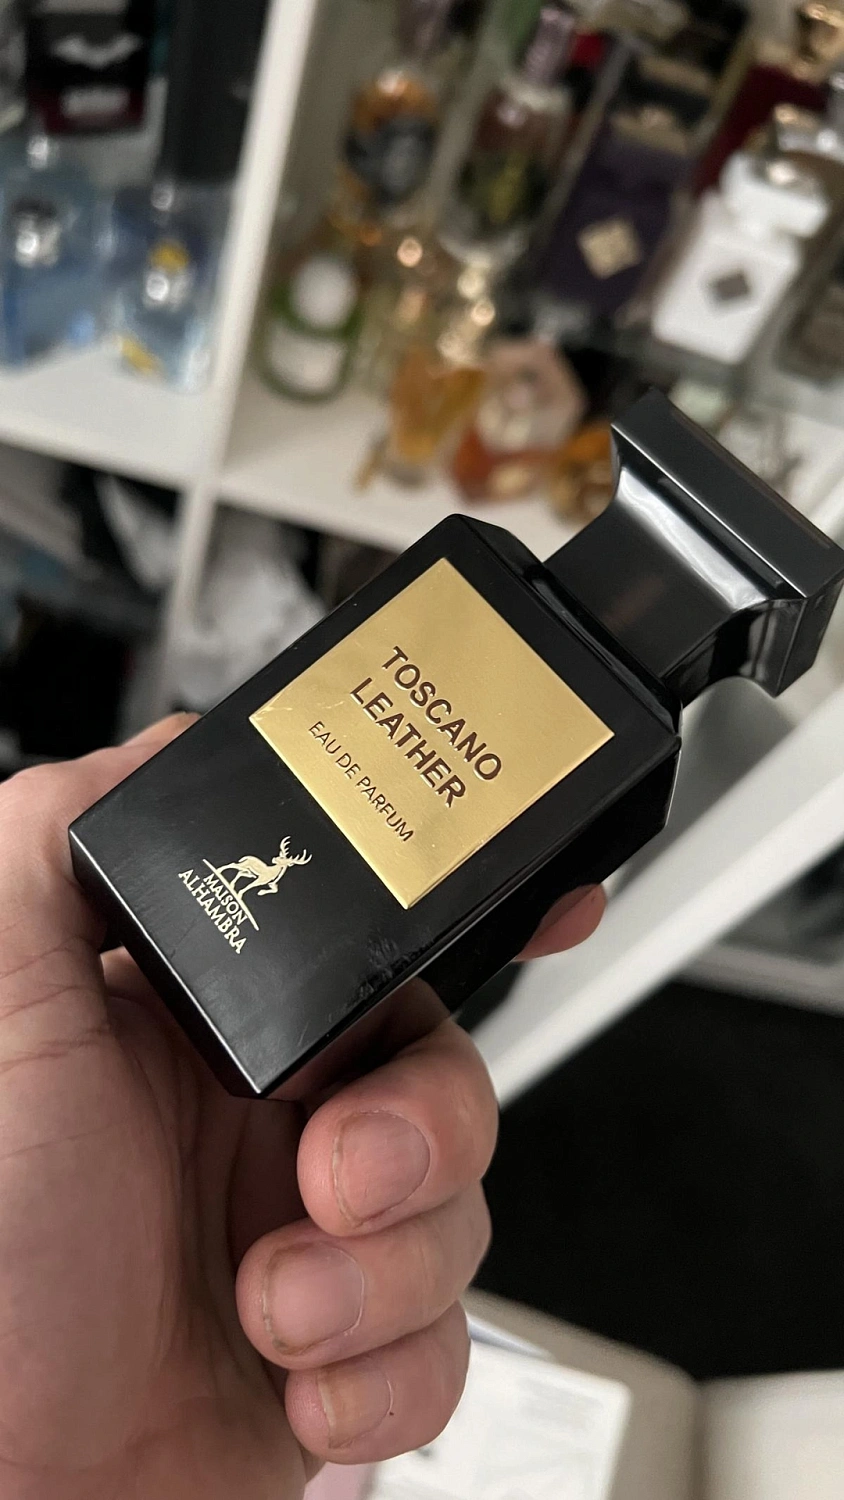 TOSCANO
LEATHER
EAU DE PARFUM
MAISON
ALHAMBRA